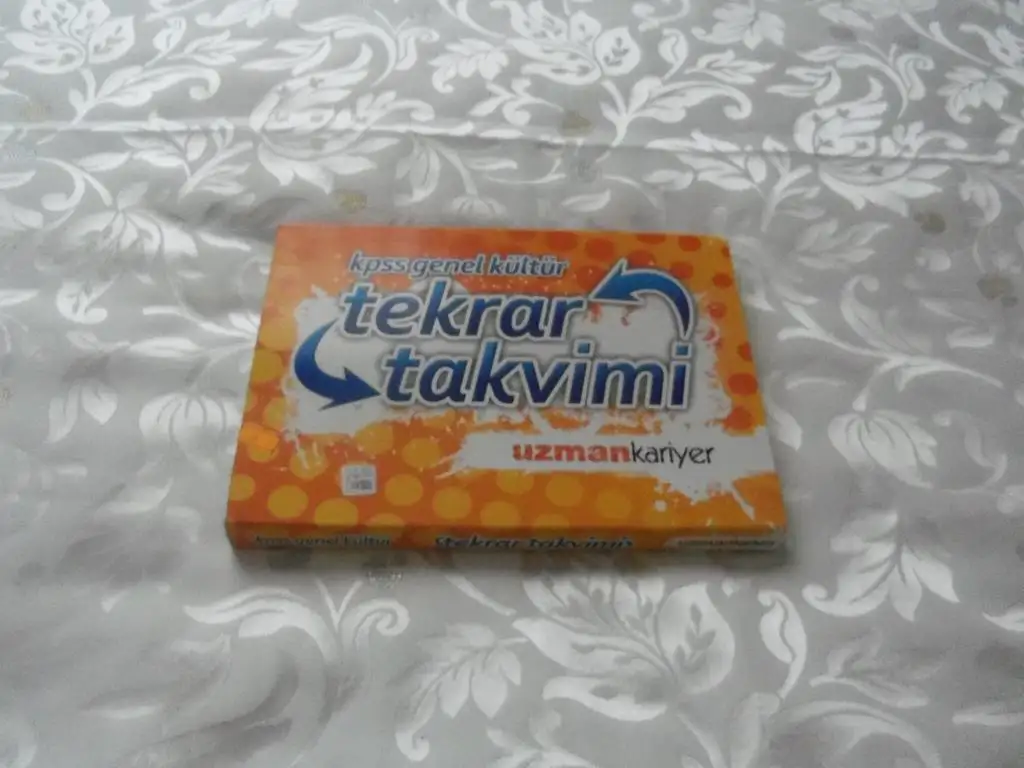 kpss genel kültür
tekrar
takvimi
uzmankariyer
kpss genel kültür tekrar takvimi